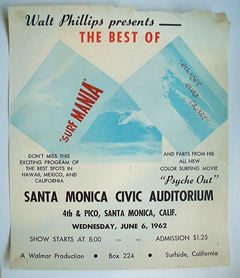 Walt Phillips presents
THE BEST OF
"SURF MANIA"
"SUNSET SURF CRAZE"
DON'T MISS THIS
EXCITING PROGRAM OF
THE BEST SPOTS IN
HAWAII, MEXICO, AND
CALIFORNIA
AND PARTS FROM HIS
ALL NEW
COLOR SURFING MOVIE
"Psyche Out"
SANTA MONICA CIVIC AUDITORIUM
4th & PICO, SANTA MONICA, CALIF.
WEDNESDAY, JUNE 6, 1962
SHOW STARTS AT 8:00 ADMISSION $1.25
A Walmar Production • Box 224 • Surfside, California